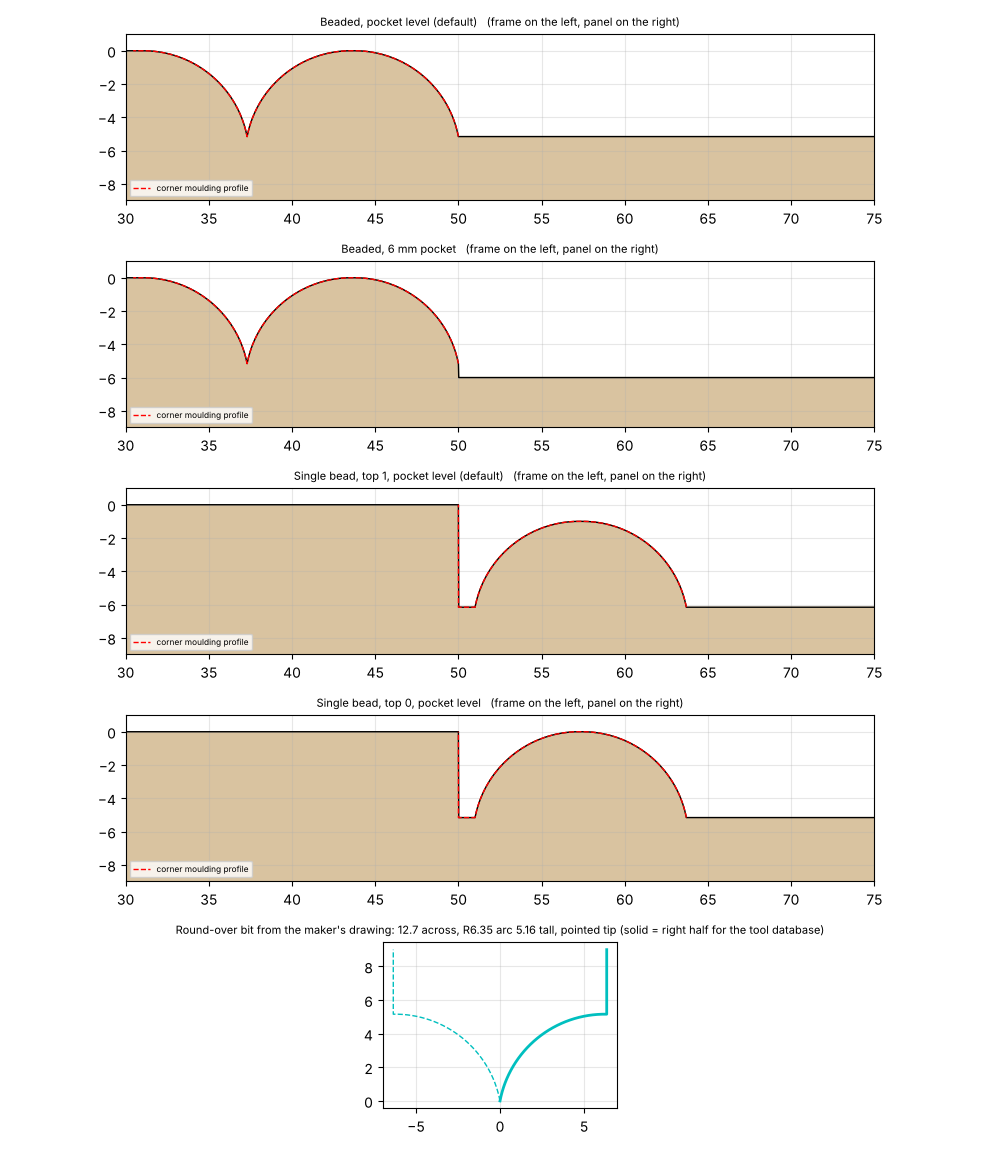 Beaded, pocket level (default)   (frame on the left, panel on the right)
0
−2
−4
−6
−8
corner moulding profile
30 35 40 45 50 55 60 65 70 75
Beaded, 6 mm pocket   (frame on the left, panel on the right)
0
−2
−4
−6
−8
corner moulding profile
30 35 40 45 50 55 60 65 70 75
Single bead, top 1, pocket level (default)   (frame on the left, panel on the right)
0
−2
−4
−6
−8
corner moulding profile
30 35 40 45 50 55 60 65 70 75
Single bead, top 0, pocket level   (frame on the left, panel on the right)
0
−2
−4
−6
−8
corner moulding profile
30 35 40 45 50 55 60 65 70 75
Round-over bit from the maker's drawing: 12.7 across, R6.35 arc 5.16 tall, pointed tip (solid = right half for the tool database)
8
6
4
2
0
−5 0 5